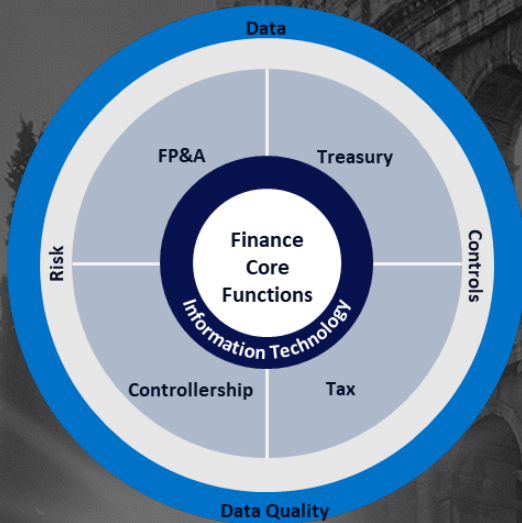 Data
FP&A
Treasury
Risk
Controls
Finance
Core
Functions
Information Technology
Controllership
Tax
Data Quality